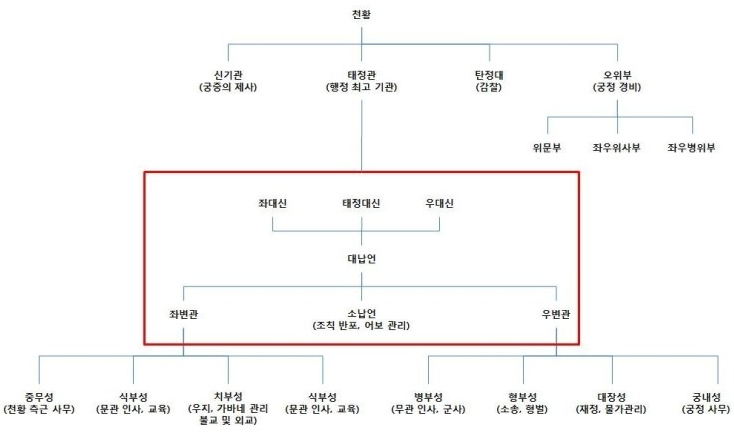 천황
신기관
(궁중의 제사)
태정관
(행정 최고 기관)
탄정대
(감찰)
오위부
(궁정 경비)
위문부
좌우위사부
좌우병위부
좌대신
태정대신
우대신
대납언
좌변관
소납언
(조칙 반포, 어보 관리)
우변관
중무성
(천황 측근 사무)
식부성
(문관 인사, 교육)
치부성
(우지, 가바네 관리
불교 및 외교)
식부성
(문관 인사, 교육)
병부성
(무관 인사, 군사)
형부성
(소송, 형벌)
대장성
(재정, 물가관리)
궁내성
(궁정 사무)